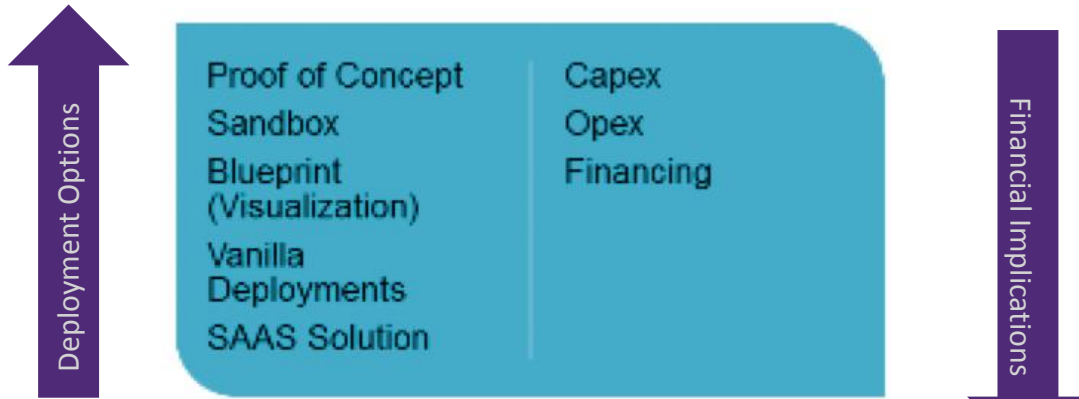 Deployment Options
Proof of Concept
Sandbox
Blueprint
(Visualization)
Vanilla
Deployments
SAAS Solution
Capex
Opex
Financing
Financial Implications